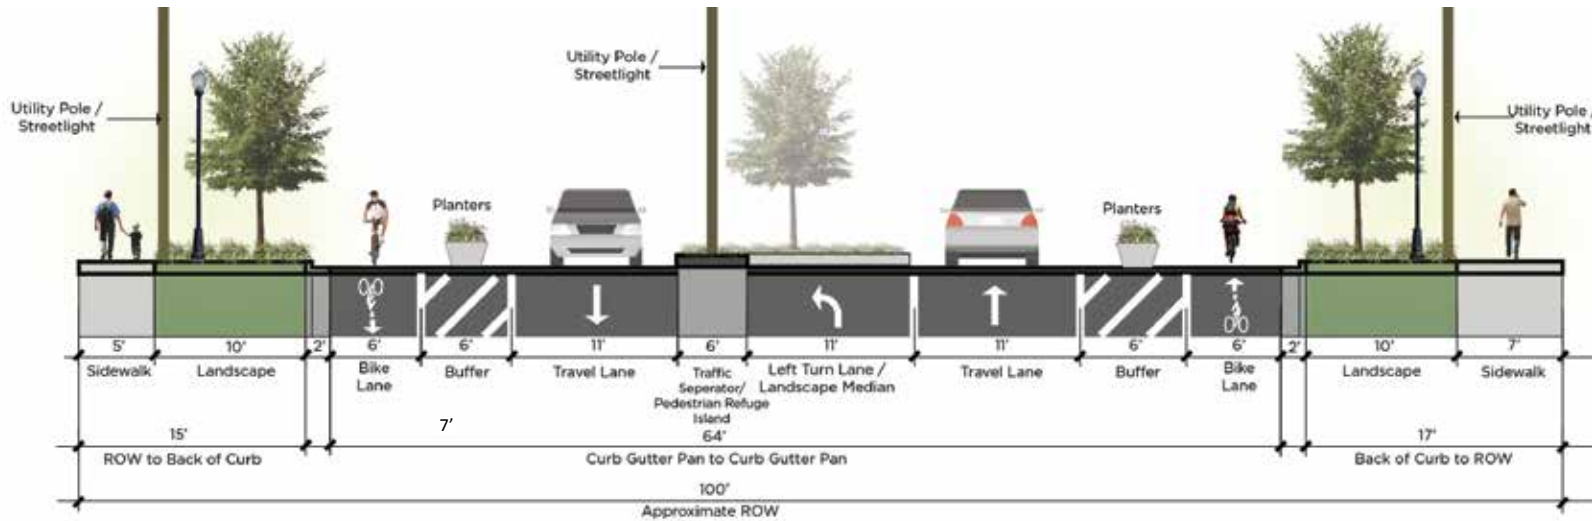 Utility Pole /
Streetlight
Utility Pole /
Streetlight
Utility Pole /
Streetlight
Planters
Planters
5'
10'
2'
6'
6'
11'
6'
11'
11'
6'
6'
2'
10'
7'
Sidewalk
Landscape
Bike
Lane
Buffer
Travel Lane
Traffic
Seperator/
Pedestrian Refuge
Island
Left Turn Lane /
Landscape Median
Travel Lane
Buffer
Bike
Lane
Landscape
Sidewalk
15'
7'
64'
17'
ROW to Back of Curb
Curb Gutter Pan to Curb Gutter Pan
Back of Curb to ROW
100'
Approximate ROW